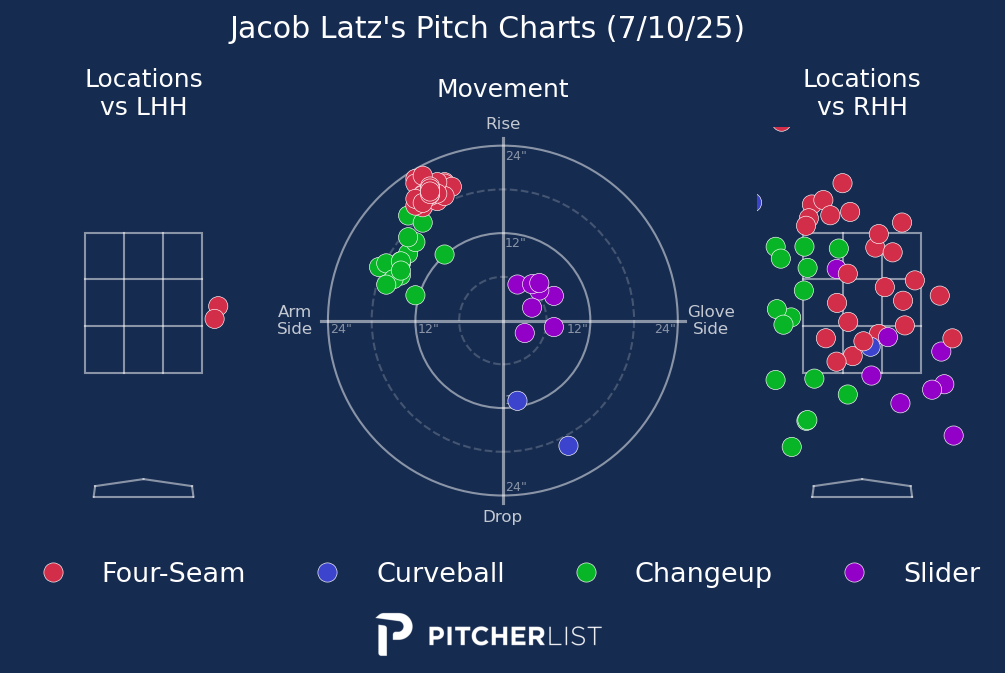 Jacob Latz's Pitch Charts (7/10/25)
Locations
vs LHH
Movement
Locations
vs RHH
Rise
24"
12"
Arm
Side
24"
12"
12"
24"
Glove
Side
24"
Drop
Four-Seam
Curveball
Changeup
Slider
PITCHERLIST